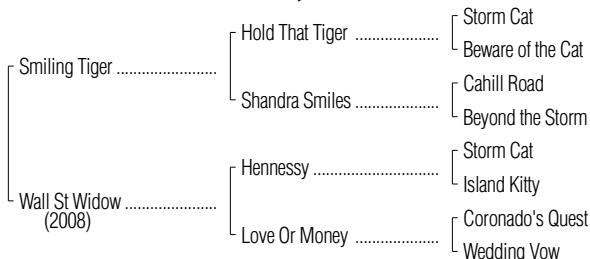 Storm Cat
Hold That Tiger ..................
Beware of the Cat
Smiling Tiger ......................
Cahill Road
Shandra Smiles ..................
Beyond the Storm
Storm Cat
Hennessy ...........................
Island Kitty
Wall St Widow ....................
(2008)
Coronado's Quest
Love Or Money ..................
Wedding Vow